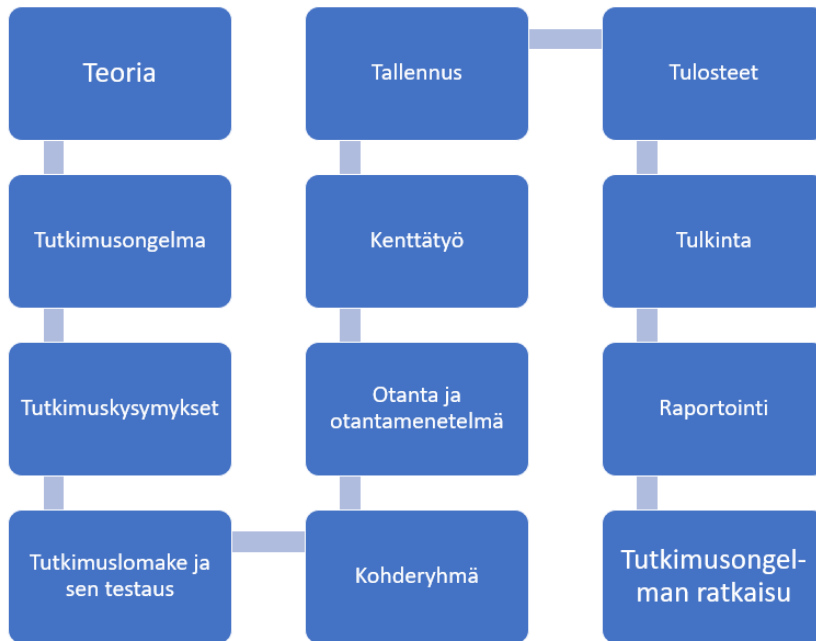 Teoria
Tutkimusongelma
Tutkimuskysymykset
Tutkimuslomake ja
sen testaus
Kohderyhmä
Otanta ja
otantamenetelmä
Kenttätyö
Tallennus
Tulosteet
Tulkinta
Raportointi
Tutkimusongel-
man ratkaisu